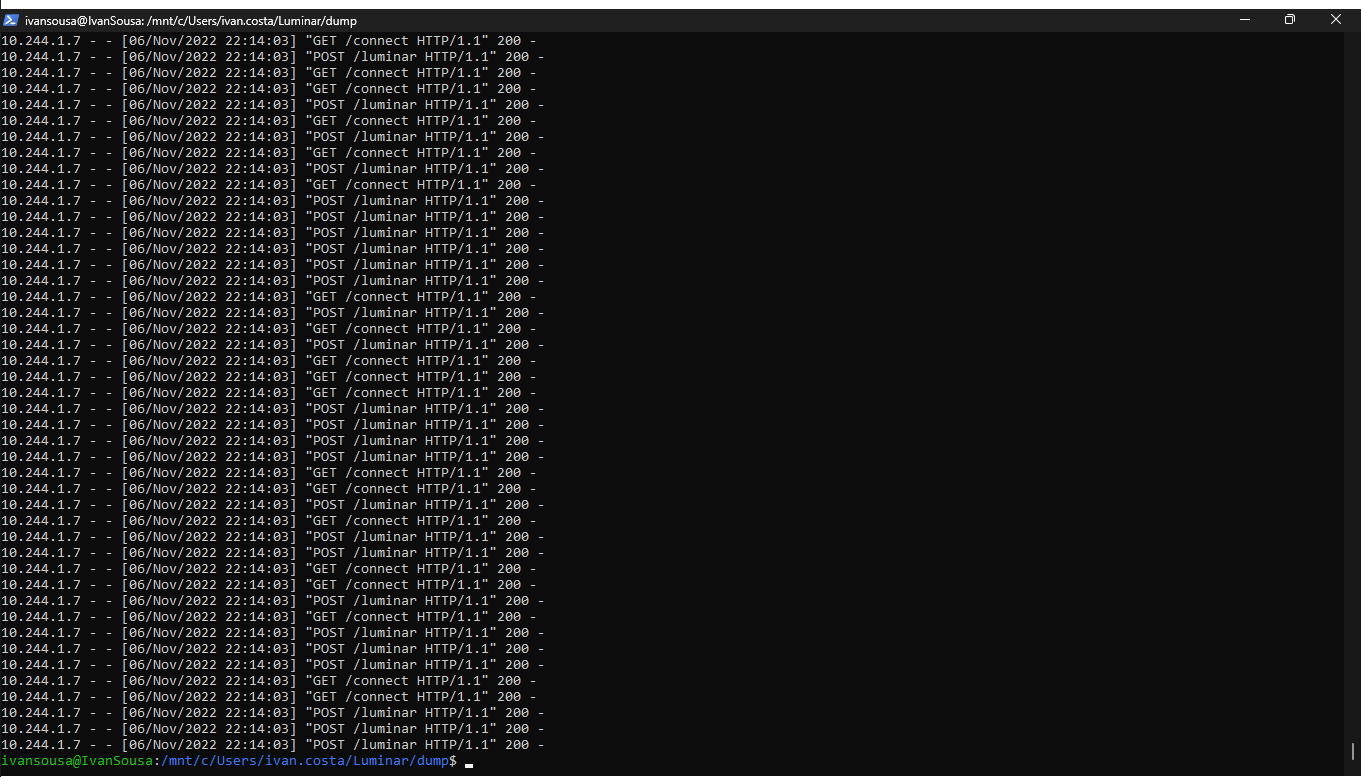 ivansousa@IvanSousa: /mnt/c/Users/ivan.costa/Luminar/dump
10.244.1.7 - - [06/Nov/2022 22:14:03] "GET /connect HTTP/1.1" 200 -
10.244.1.7 - - [06/Nov/2022 22:14:03] "POST /luminar HTTP/1.1" 200 -
10.244.1.7 - - [06/Nov/2022 22:14:03] "GET /connect HTTP/1.1" 200 -
10.244.1.7 - - [06/Nov/2022 22:14:03] "GET /connect HTTP/1.1" 200 -
10.244.1.7 - - [06/Nov/2022 22:14:03] "POST /luminar HTTP/1.1" 200 -
10.244.1.7 - - [06/Nov/2022 22:14:03] "GET /connect HTTP/1.1" 200 -
10.244.1.7 - - [06/Nov/2022 22:14:03] "POST /luminar HTTP/1.1" 200 -
10.244.1.7 - - [06/Nov/2022 22:14:03] "GET /connect HTTP/1.1" 200 -
10.244.1.7 - - [06/Nov/2022 22:14:03] "POST /luminar HTTP/1.1" 200 -
10.244.1.7 - - [06/Nov/2022 22:14:03] "GET /connect HTTP/1.1" 200 -
10.244.1.7 - - [06/Nov/2022 22:14:03] "POST /luminar HTTP/1.1" 200 -
10.244.1.7 - - [06/Nov/2022 22:14:03] "POST /luminar HTTP/1.1" 200 -
10.244.1.7 - - [06/Nov/2022 22:14:03] "POST /luminar HTTP/1.1" 200 -
10.244.1.7 - - [06/Nov/2022 22:14:03] "POST /luminar HTTP/1.1" 200 -
10.244.1.7 - - [06/Nov/2022 22:14:03] "POST /luminar HTTP/1.1" 200 -
10.244.1.7 - - [06/Nov/2022 22:14:03] "POST /luminar HTTP/1.1" 200 -
10.244.1.7 - - [06/Nov/2022 22:14:03] "GET /connect HTTP/1.1" 200 -
10.244.1.7 - - [06/Nov/2022 22:14:03] "POST /luminar HTTP/1.1" 200 -
10.244.1.7 - - [06/Nov/2022 22:14:03] "GET /connect HTTP/1.1" 200 -
10.244.1.7 - - [06/Nov/2022 22:14:03] "POST /luminar HTTP/1.1" 200 -
10.244.1.7 - - [06/Nov/2022 22:14:03] "GET /connect HTTP/1.1" 200 -
10.244.1.7 - - [06/Nov/2022 22:14:03] "GET /connect HTTP/1.1" 200 -
10.244.1.7 - - [06/Nov/2022 22:14:03] "GET /connect HTTP/1.1" 200 -
10.244.1.7 - - [06/Nov/2022 22:14:03] "POST /luminar HTTP/1.1" 200 -
10.244.1.7 - - [06/Nov/2022 22:14:03] "POST /luminar HTTP/1.1" 200 -
10.244.1.7 - - [06/Nov/2022 22:14:03] "POST /luminar HTTP/1.1" 200 -
10.244.1.7 - - [06/Nov/2022 22:14:03] "POST /luminar HTTP/1.1" 200 -
10.244.1.7 - - [06/Nov/2022 22:14:03] "GET /connect HTTP/1.1" 200 -
10.244.1.7 - - [06/Nov/2022 22:14:03] "GET /connect HTTP/1.1" 200 -
10.244.1.7 - - [06/Nov/2022 22:14:03] "POST /luminar HTTP/1.1" 200 -
10.244.1.7 - - [06/Nov/2022 22:14:03] "GET /connect HTTP/1.1" 200 -
10.244.1.7 - - [06/Nov/2022 22:14:03] "POST /luminar HTTP/1.1" 200 -
10.244.1.7 - - [06/Nov/2022 22:14:03] "POST /luminar HTTP/1.1" 200 -
10.244.1.7 - - [06/Nov/2022 22:14:03] "GET /connect HTTP/1.1" 200 -
10.244.1.7 - - [06/Nov/2022 22:14:03] "GET /connect HTTP/1.1" 200 -
10.244.1.7 - - [06/Nov/2022 22:14:03] "POST /luminar HTTP/1.1" 200 -
10.244.1.7 - - [06/Nov/2022 22:14:03] "GET /connect HTTP/1.1" 200 -
10.244.1.7 - - [06/Nov/2022 22:14:03] "POST /luminar HTTP/1.1" 200 -
10.244.1.7 - - [06/Nov/2022 22:14:03] "POST /luminar HTTP/1.1" 200 -
10.244.1.7 - - [06/Nov/2022 22:14:03] "POST /luminar HTTP/1.1" 200 -
10.244.1.7 - - [06/Nov/2022 22:14:03] "GET /connect HTTP/1.1" 200 -
10.244.1.7 - - [06/Nov/2022 22:14:03] "GET /connect HTTP/1.1" 200 -
10.244.1.7 - - [06/Nov/2022 22:14:03] "POST /luminar HTTP/1.1" 200 -
10.244.1.7 - - [06/Nov/2022 22:14:03] "POST /luminar HTTP/1.1" 200 -
10.244.1.7 - - [06/Nov/2022 22:14:03] "POST /luminar HTTP/1.1" 200 -
ivansousa@IvanSousa:/mnt/c/Users/ivan.costa/Luminar/dump$